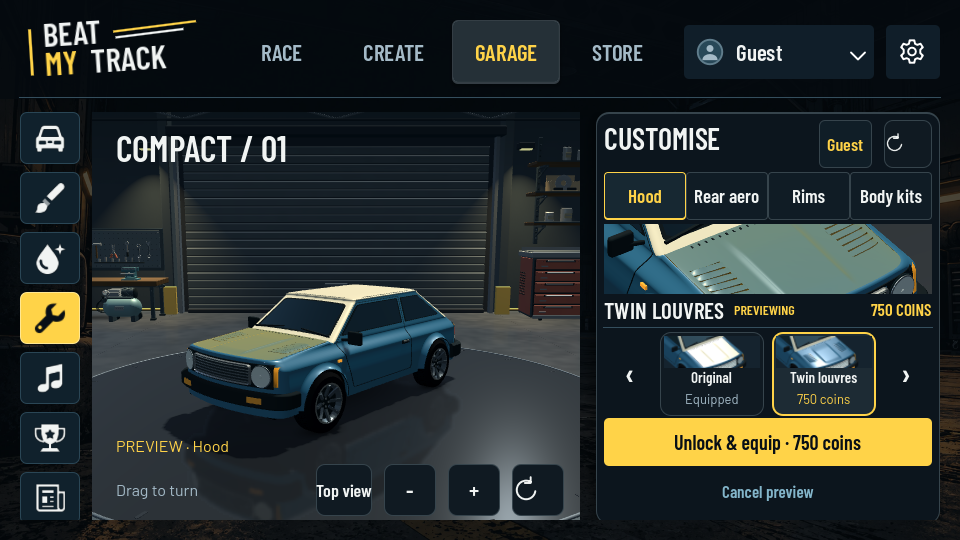 BEAT
MY TRACK
RACE
CREATE
GARAGE
STORE
Guest
COMPACT / 01
PREVIEW · Hood
Drag to turn
Top view
-
+
CUSTOMISE
Guest
Hood
Rear aero
Rims
Body kits
TWIN LOUVRES
PREVIEWING
750 COINS
‹
Original
Equipped
Twin louvres
750 coins
›
Unlock & equip · 750 coins
Cancel preview